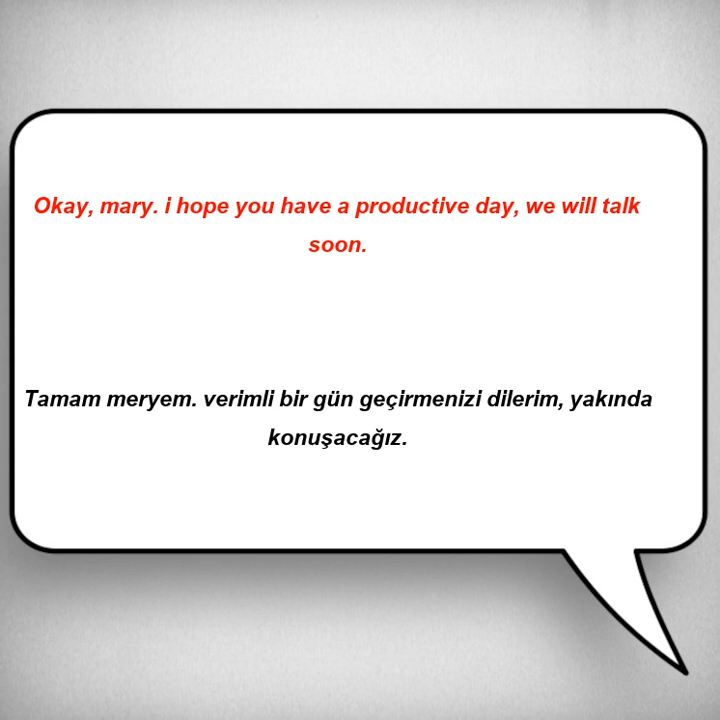 Okay, mary. i hope you have a productive day, we will talk
soon.
Tamam meryem. verimli bir gün geçirmenizi dilerim, yakında
konuşacağız.